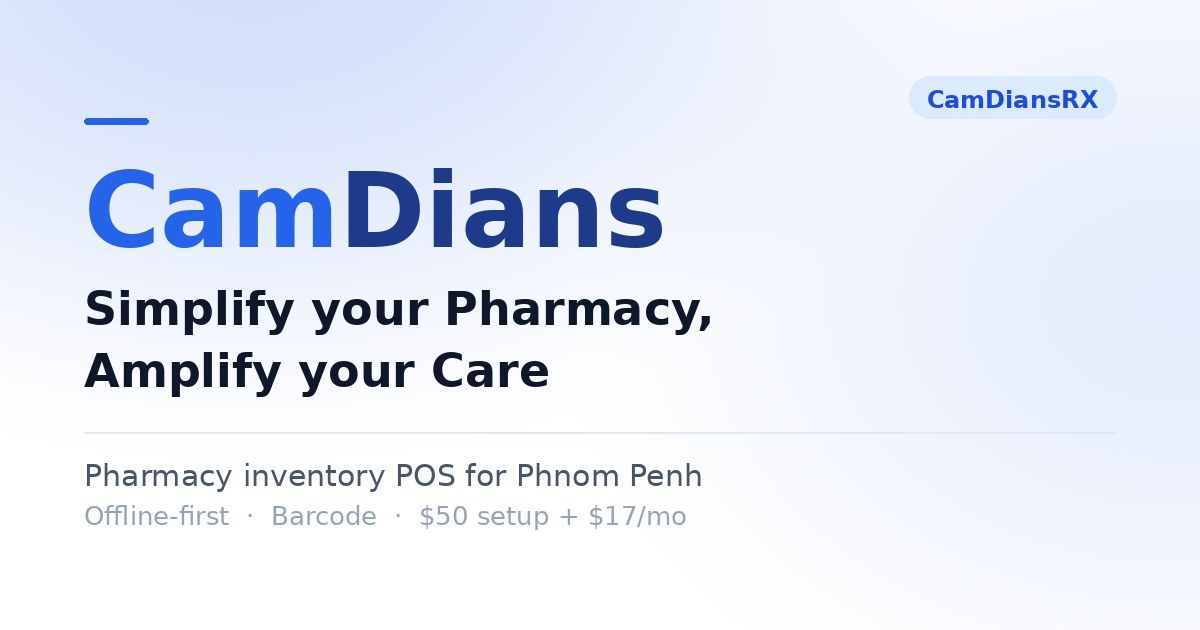 CamDiansRX
CamDians
Simplify your Pharmacy,
Amplify your Care
Pharmacy inventory POS for Phnom Penh
Offline-first · Barcode · $50 setup + $17/mo